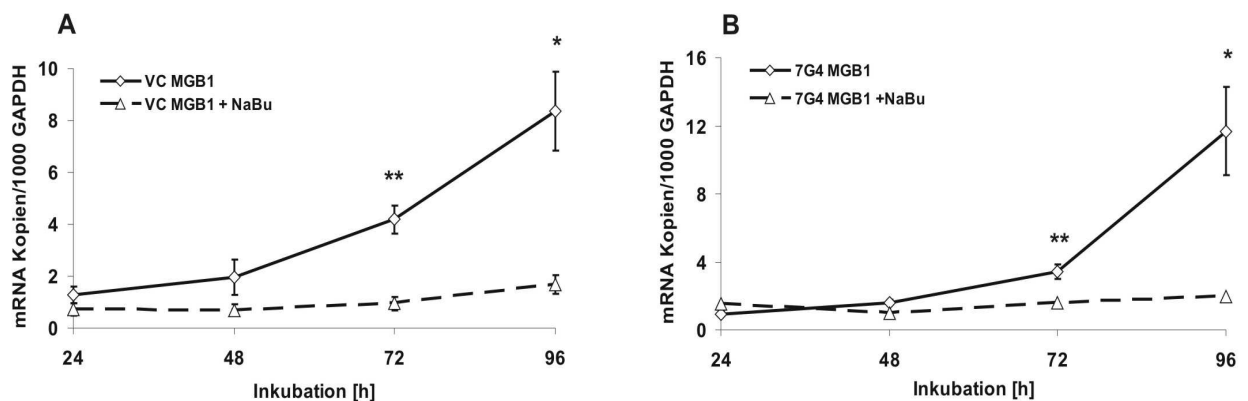 A
*
VC MGB1
VC MGB1 + NaBu
**
mRNA Kopien/1000 GAPDH
10
8
6
4
2
0
24 48 72 96
Inkubation [h]
B
*
7G4 MGB1
7G4 MGB1 +NaBu
**
mRNA Kopien/1000 GAPDH
16
12
8
4
0
24 48 72 96
Inkubation [h]